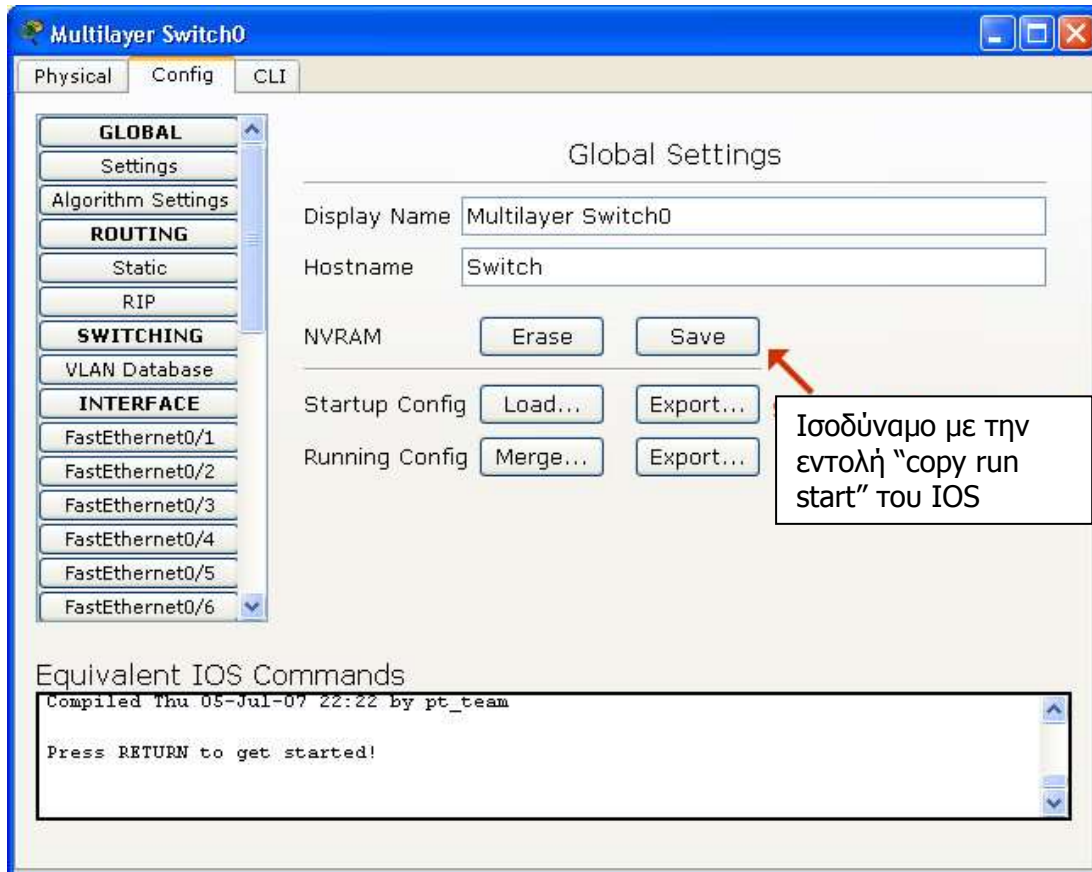 Multilayer Switch0
Physical
Config
CLI
GLOBAL
Settings
Algorithm Settings
ROUTING
Static
RIP
SWITCHING
VLAN Database
INTERFACE
FastEthernet0/1
FastEthernet0/2
FastEthernet0/3
FastEthernet0/4
FastEthernet0/5
FastEthernet0/6
Global Settings
Display Name Multilayer Switch0
Hostname Switch
NVRAM Erase Save
Startup Config Load... Export...
Running Config Merge... Export...
Ισοδύναμο με την
εντολή “copy run
start” του IOS
Equivalent IOS Commands
Compiled Thu 05-Jul-07 22:22 by pt_team
Press RETURN to get started!